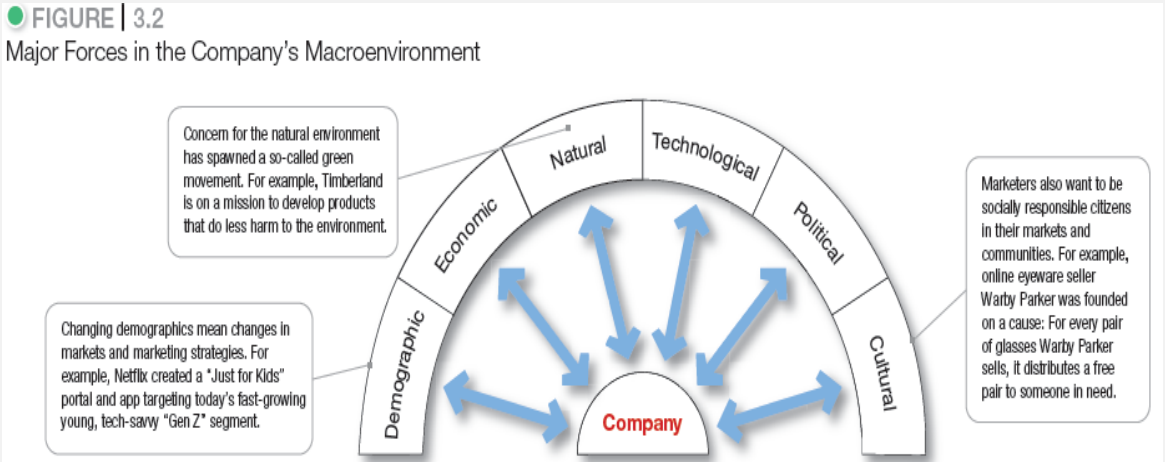 FIGURE | 3.2
Major Forces in the Company's Macroenvironment
Concern for the natural environment
has spawned a so-called green
movement. For example, Timberland
is on a mission to develop products
that do less harm to the environment.
Changing demographics mean changes in
markets and marketing strategies. For
example, Netflix created a "Just for Kids"
portal and app targeting today's fast-growing
young, tech-savvy "Gen Z" segment.
Demographic
Economic
Natural
Technological
Political
Cultural
Company
Marketers also want to be
socially responsible citizens
in their markets and
communities. For example,
online eyeware seller
Warby Parker was founded
on a cause: For every pair
of glasses Warby Parker
sells, it distributes a free
pair to someone in need.